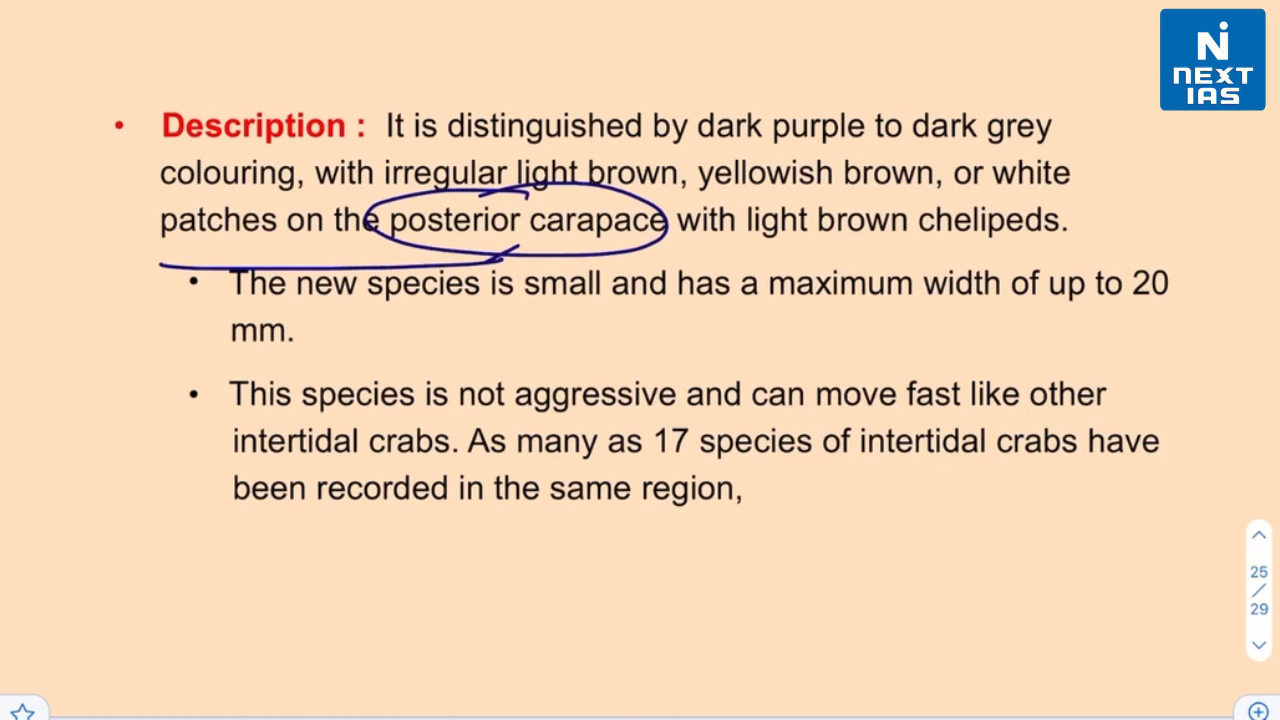 NEXT
IAS
• Description : It is distinguished by dark purple to dark grey
colouring, with irregular light brown, yellowish brown, or white
patches on the posterior carapace with light brown chelipeds.
• The new species is small and has a maximum width of up to 20
mm.
• This species is not aggressive and can move fast like other
intertidal crabs. As many as 17 species of intertidal crabs have
been recorded in the same region,
25
/
29